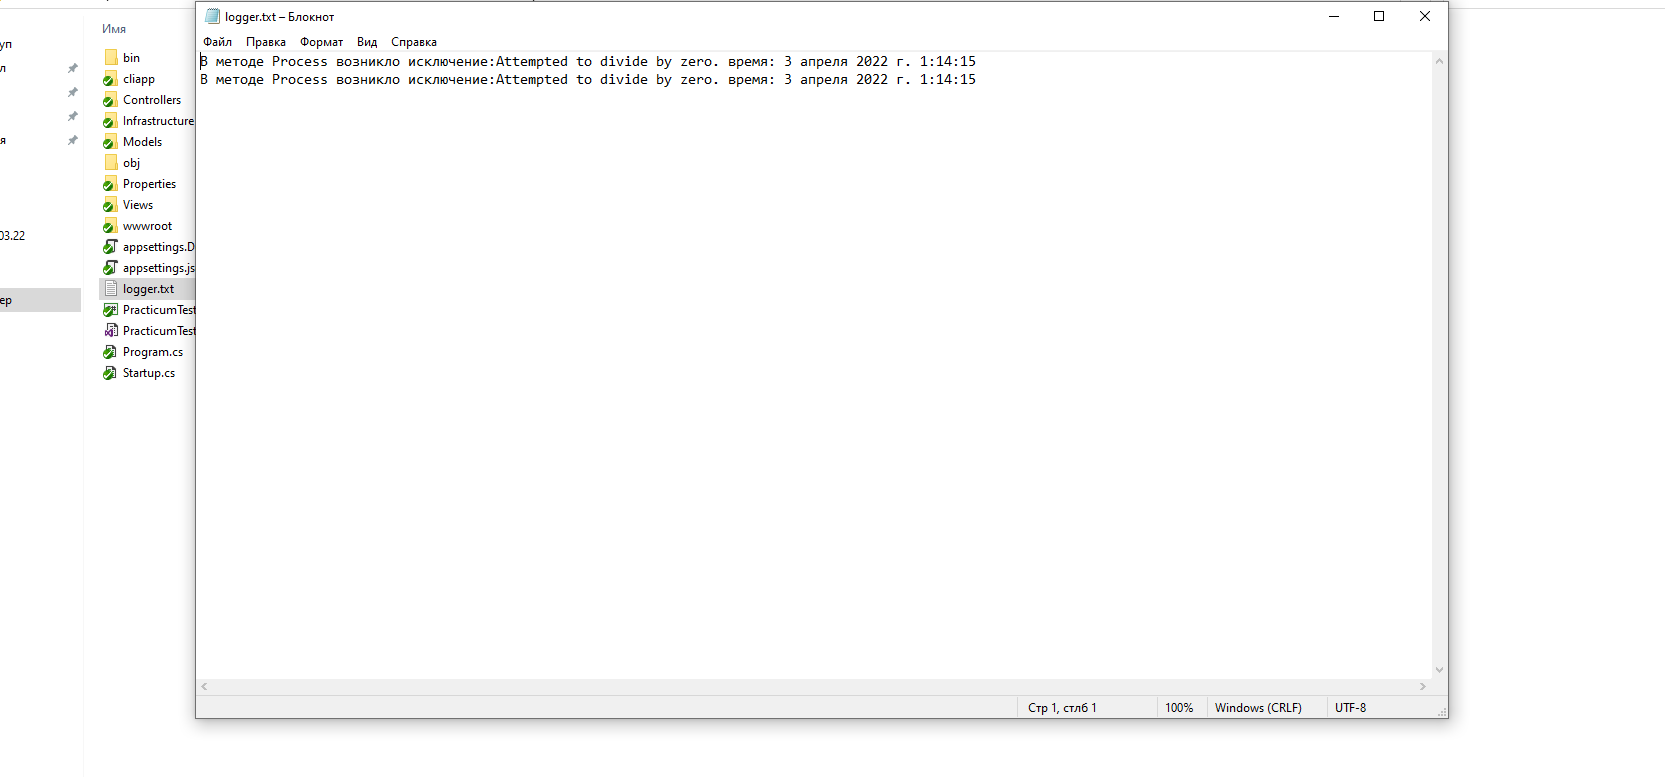 logger.txt – Блокнот
Файл Правка Формат Вид Справка
В методе Process возникло исключение:Attempted to divide by zero. время: 3 апреля 2022 г. 1:14:15
В методе Process возникло исключение:Attempted to divide by zero. время: 3 апреля 2022 г. 1:14:15
Имя
bin
cliapp
Controllers
Infrastructure
Models
obj
Properties
Views
wwwroot
appsettings.D
appsettings.js
logger.txt
PracticumTest
PracticumTest
Program.cs
Startup.cs
уп
л
я
03.22
ер
Стр 1, стлб 1 100% Windows (CRLF) UTF-8